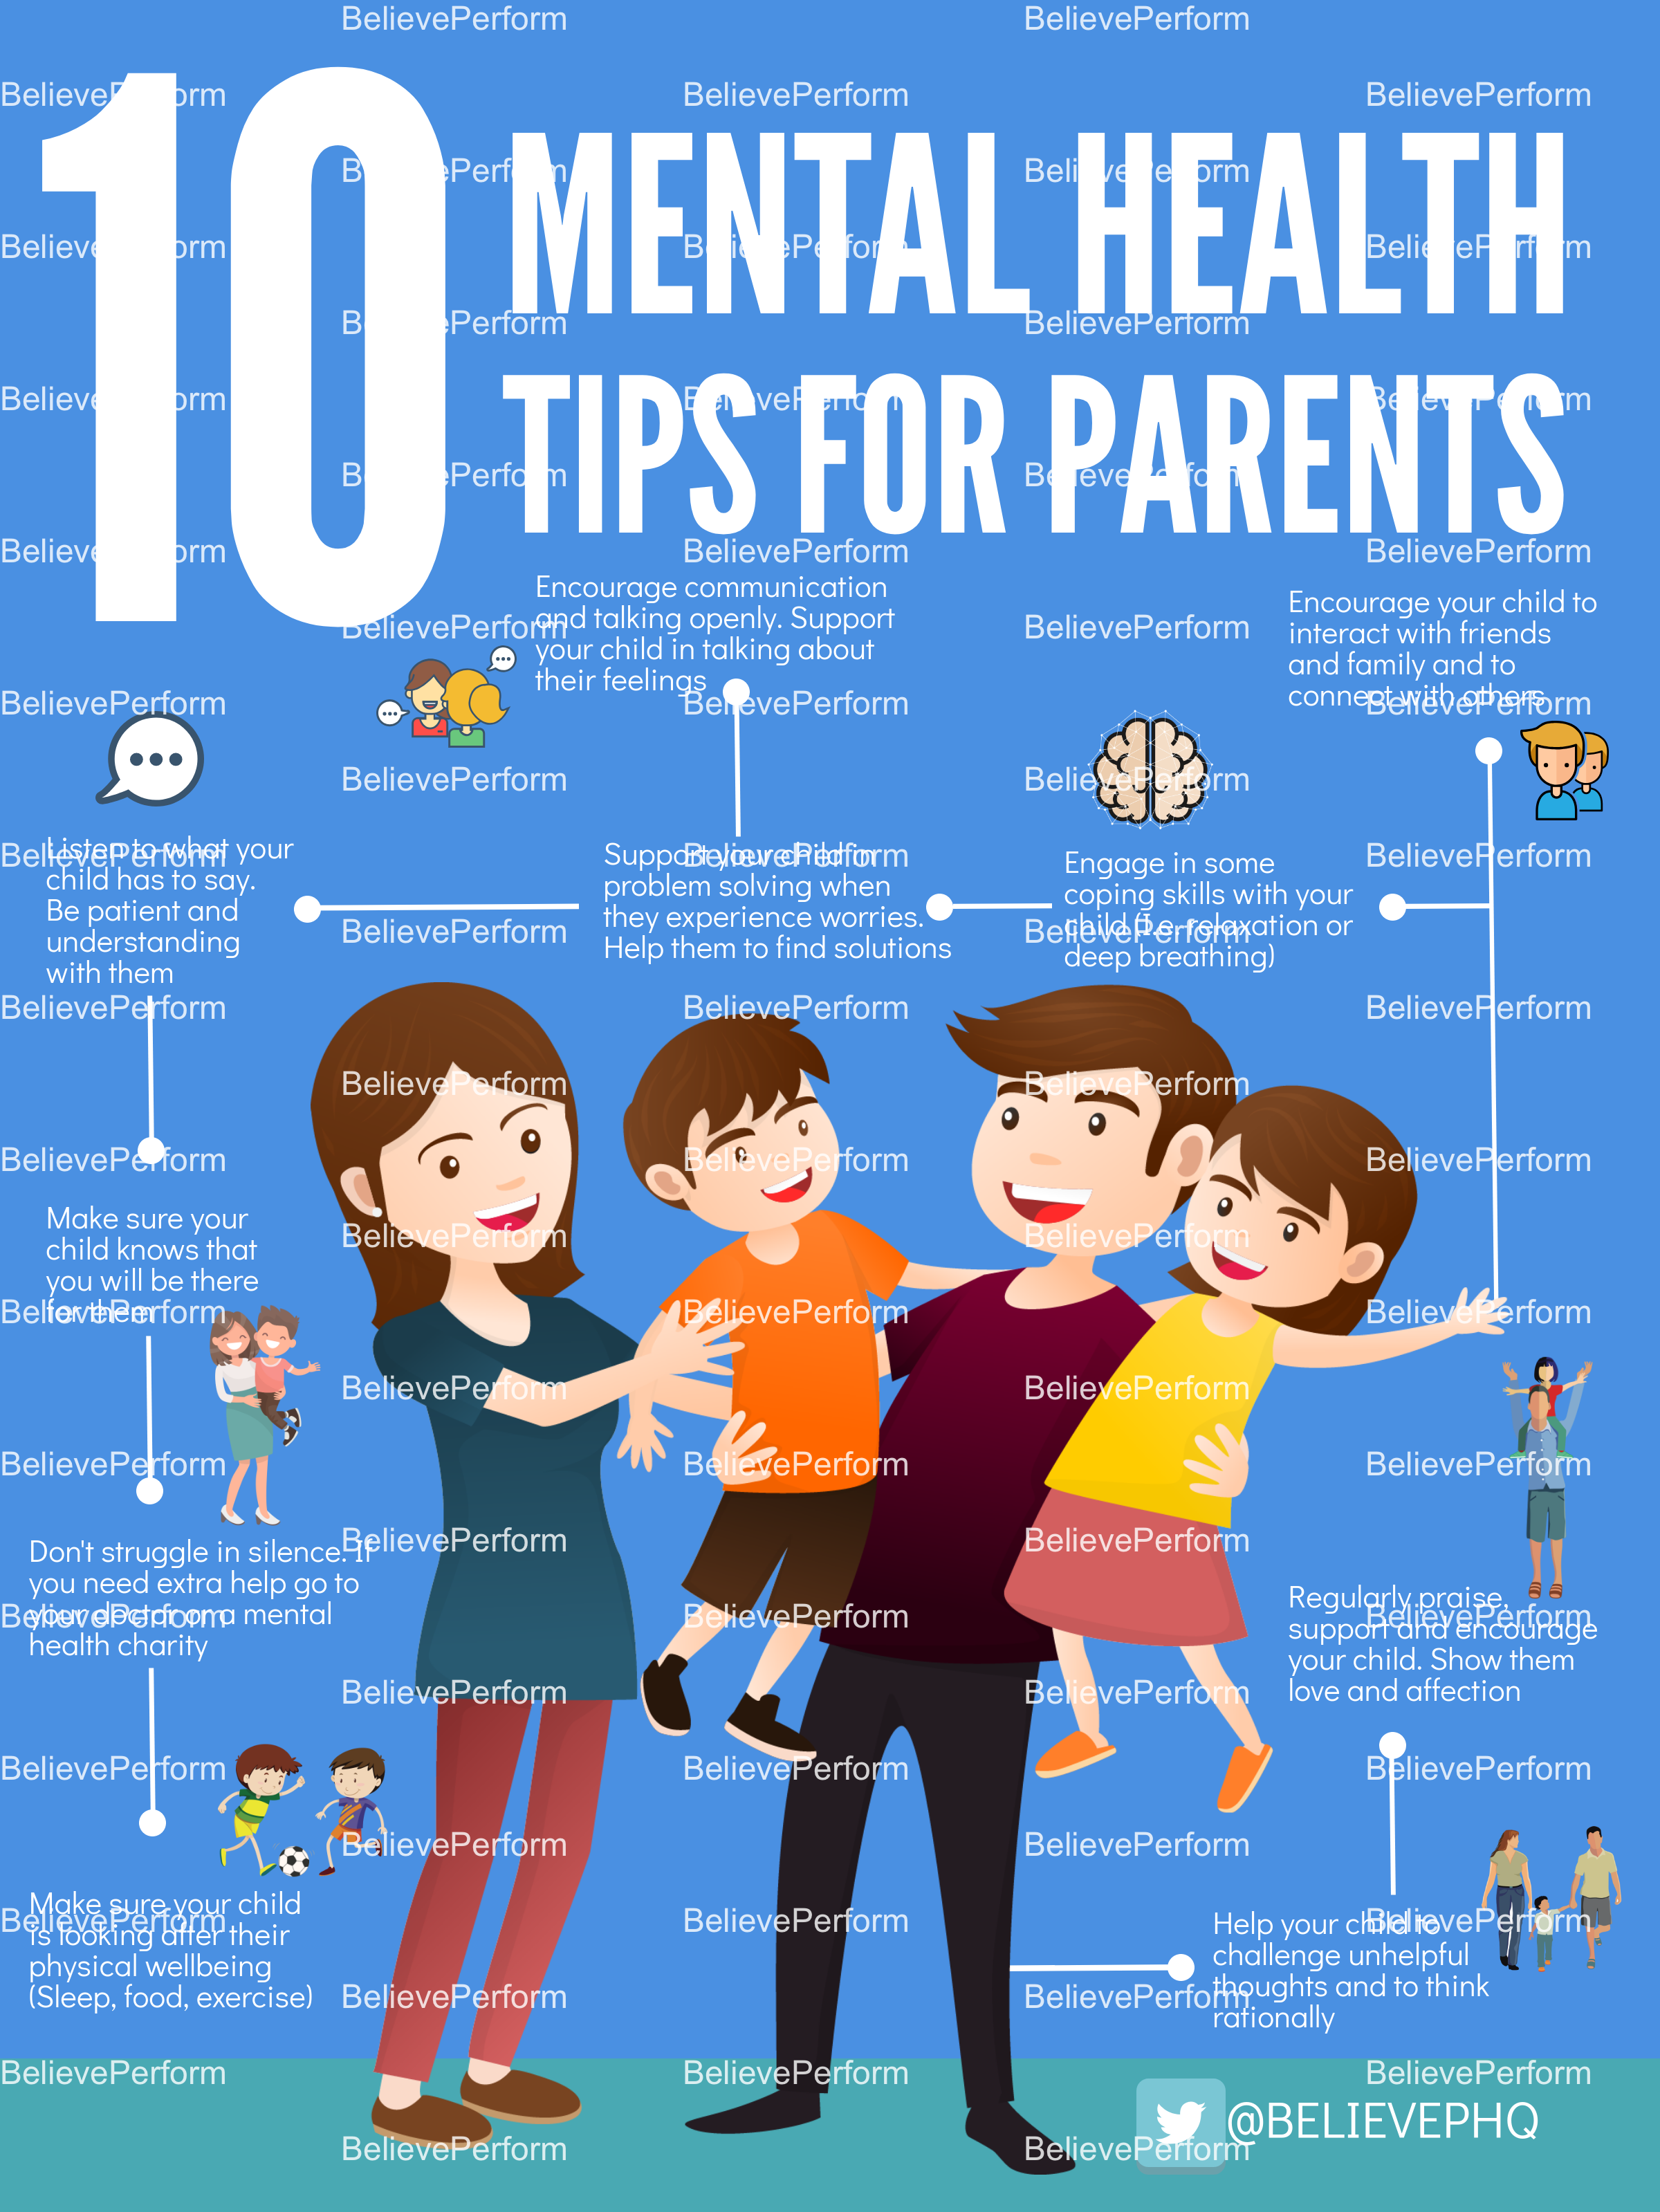 10
MENTAL HEALTH
TIPS FOR PARENTS
Encourage communication
and talking openly. Support
your child in talking about
their feelings
Encourage your child to
interact with friends
and family and to
connect with others
Listen to what your
child has to say.
Be patient and
understanding
with them
Support your child in
problem solving when
they experience worries.
Help them to find solutions
Engage in some
coping skills with your
child (I.e. relaxation or
deep breathing)
Make sure your
child knows that
you will be there
for them
Don't struggle in silence. If
you need extra help go to
your doctor or a mental
health charity
Regularly praise,
support and encourage
your child. Show them
love and affection
Make sure your child
is looking after their
physical wellbeing
(Sleep, food, exercise)
Help your child to
challenge unhelpful
thoughts and to think
rationally
@BELIEVEPHQ
BelievePerform